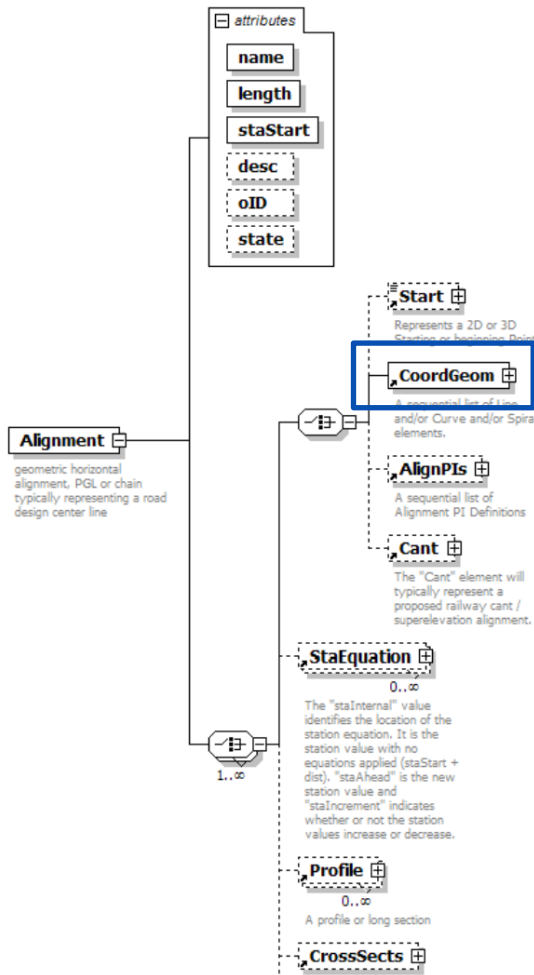 attributes
name
length
staStart
desc
oID
state
Start
Represents a 2D or 3D
Starting or beginning Point
CoordGeom
A sequential list of Line
and/or Curve and/or Spiral
elements.
AlignPIs
A sequential list of
Alignment PI Definitions
Cant
The "Cant" element will
typically represent a
proposed railway cant /
superelevation alignment.
Alignment
geometric horizontal
alignment, PGL or chain
typically representing a road
design center line
StaEquation
0..∞
The "staInternal" value
identifies the location of the
station equation. It is the
station value with no
equations applied (staStart +
dist). "staAhead" is the new
station value and
"staIncrement" indicates
whether or not the station
values increase or decrease.
1..∞
Profile
0..∞
A profile or long section
CrossSects